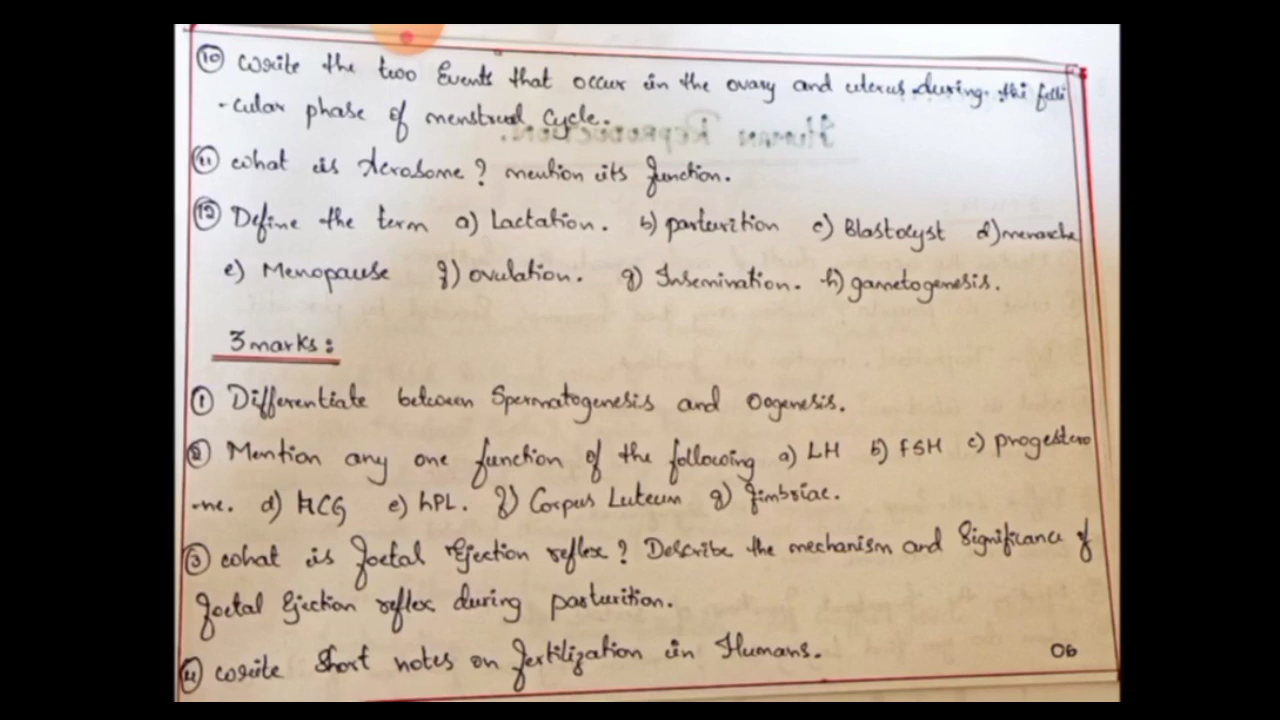 10 Write the two Events that occur in the ovary and uterus during the folli
-cular phase of menstrual cycle.
11 What is Acrosome ? mention its function.
12 Define the term a) Lactation. b) parturition c) Blastocyst d) menarche
e) Menopause f) ovulation. g) Insemination. h) gametogenesis.
3 marks:
1 Differentiate between Spermatogenesis and Oogenesis.
2 Mention any one function of the following a) LH b) FSH c) progestero
-ne. d) HCG e) hPL. f) Corpus Luteum g) fimbriae.
3 What is foetal Ejection reflex ? Describe the mechanism and Significance of
foetal Ejection reflex during parturition.
4 Write Short notes on fertilization in Humans.
06